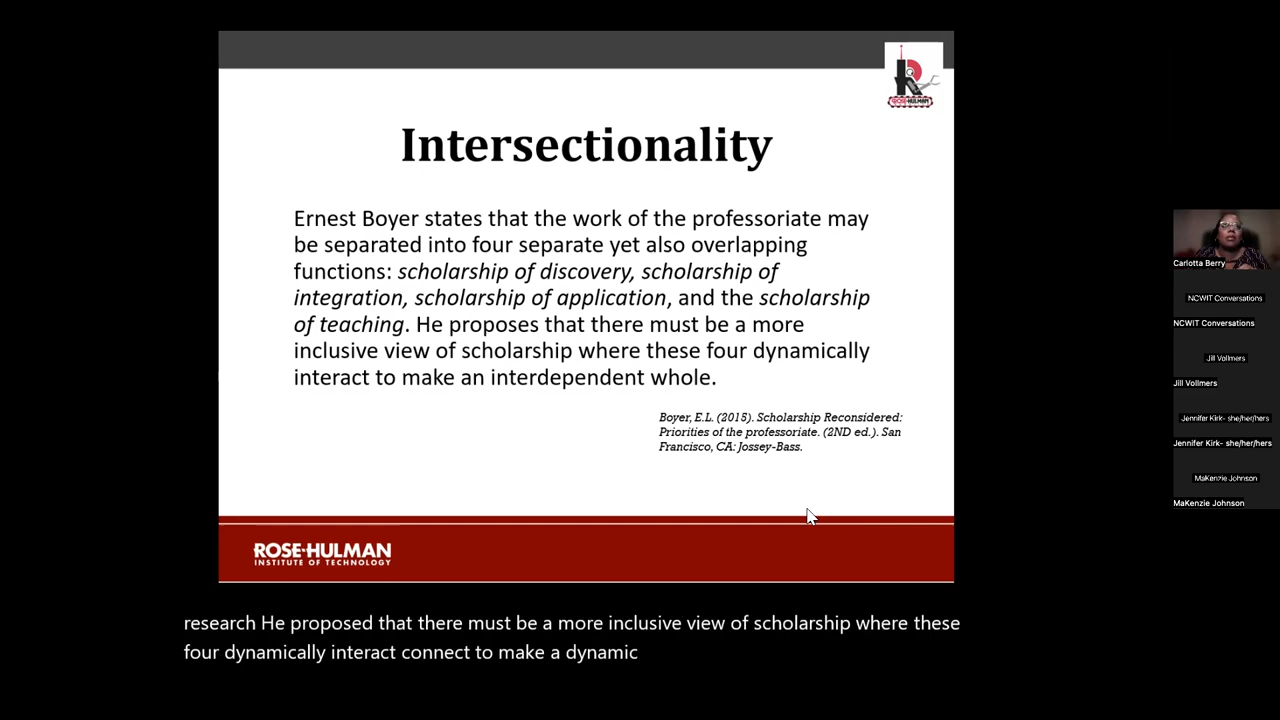 ROSE-HULMAN
Intersectionality
Ernest Boyer states that the work of the professoriate may
be separated into four separate yet also overlapping
functions: scholarship of discovery, scholarship of
integration, scholarship of application, and the scholarship
of teaching. He proposes that there must be a more
inclusive view of scholarship where these four dynamically
interact to make an interdependent whole.
Boyer, E.L. (2015). Scholarship Reconsidered:
Priorities of the professoriate. (2ND ed.). San
Francisco, CA: Jossey-Bass.
ROSE-HULMAN
INSTITUTE OF TECHNOLOGY
research He proposed that there must be a more inclusive view of scholarship where these
four dynamically interact connect to make a dynamic
Carlotta Berry
NCWIT Conversations
NCWIT Conversations
Jill Vollmers
Jill Vollmers
Jennifer Kirk- she/her/hers
Jennifer Kirk- she/her/hers
MaKenzie Johnson
MaKenzie Johnson